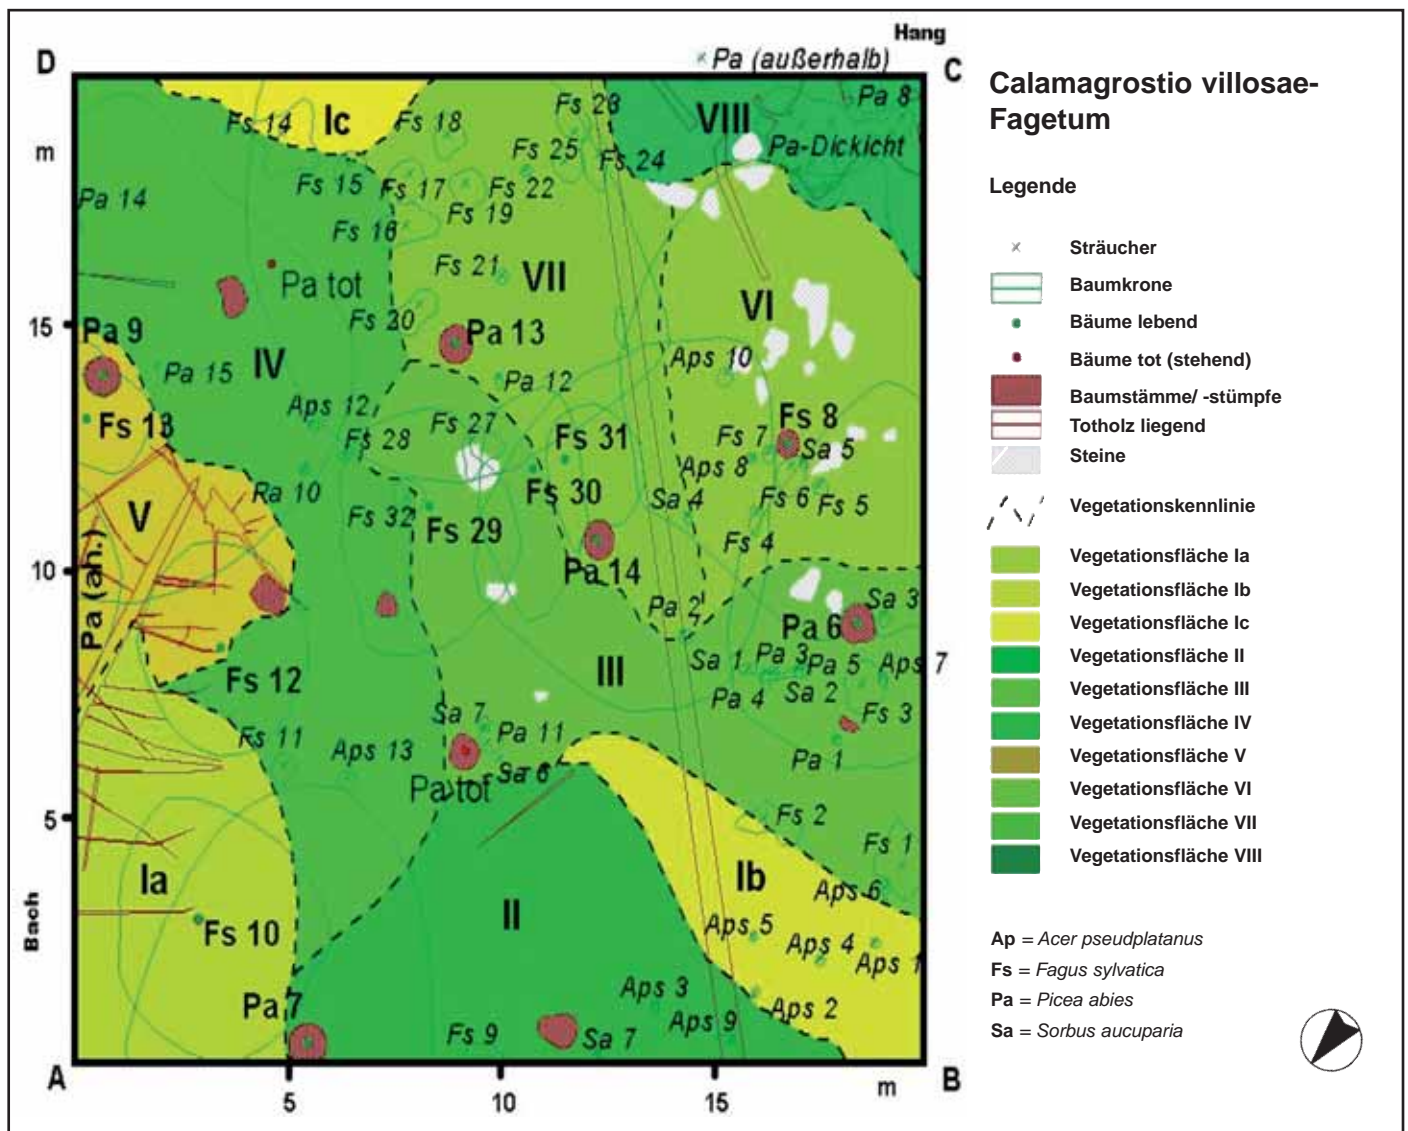 Hang
D
Pa (außerhalb)
C
m
Fs 14
Ic
Fs 18
Fs 23
VIII
Pa 8
Fs 25
Fs 24
Pa-Dickicht
Pa 14
Fs 15
Fs 17
Fs 22
Fs 19
Fs 16
Pa tot
Fs 21
VII
VI
15
Pa 9
Fs 20
Pa 13
Aps 10
IV
Pa 15
Pa 12
Aps 12
Fs 27
Fs 8
Fs 13
Fs 28
Fs 31
Fs 7
Sa 5
Aps 8
V
Ra 10
Fs 30
Sa 4
Fs 6
Fs 5
Fs 32
Fs 29
Fs 4
10
Pa (ah.)
Pa 14
Pa 2
Sa 3
Pa 6
III
Sa 1
Pa 3
Pa 5
Aps 7
Fs 12
Pa 4
Sa 2
Sa 7
Fs 3
Fs 11
Aps 13
Pa 11
Pa 1
Sa 6
Pa tot
5
Fs 2
Fs 1
Ia
Ib
Aps 6
Bach
II
Aps 5
Fs 10
Aps 4
Aps 1
Pa 7
Aps 3
Aps 2
Aps 9
Fs 9
Sa 7
A
B
5
10
15
m
Calamagrostio villosae-
Fagetum
Legende
Sträucher
Baumkrone
Bäume lebend
Bäume tot (stehend)
Baumstämme/ -stümpfe
Totholz liegend
Steine
Vegetationskennlinie
Vegetationsfläche Ia
Vegetationsfläche Ib
Vegetationsfläche Ic
Vegetationsfläche II
Vegetationsfläche III
Vegetationsfläche IV
Vegetationsfläche V
Vegetationsfläche VI
Vegetationsfläche VII
Vegetationsfläche VIII
Ap = Acer pseudplatanus
Fs = Fagus sylvatica
Pa = Picea abies
Sa = Sorbus aucuparia